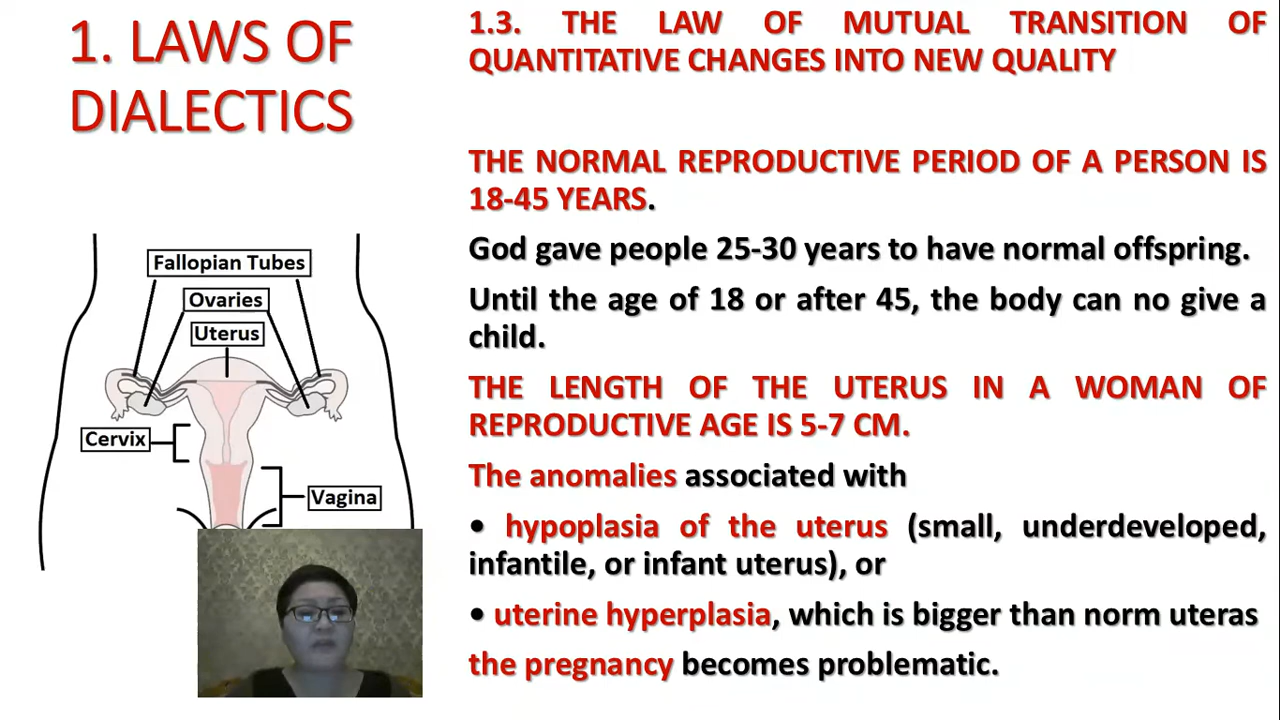 1. LAWS OF
DIALECTICS
Fallopian Tubes
Ovaries
Uterus
Cervix
Vagina
1.3. THE LAW OF MUTUAL TRANSITION OF
QUANTITATIVE CHANGES INTO NEW QUALITY
THE NORMAL REPRODUCTIVE PERIOD OF A PERSON IS
18-45 YEARS.
God gave people 25-30 years to have normal offspring.
Until the age of 18 or after 45, the body can no give a
child.
THE LENGTH OF THE UTERUS IN A WOMAN OF
REPRODUCTIVE AGE IS 5-7 CM.
The anomalies associated with
• hypoplasia of the uterus (small, underdeveloped,
infantile, or infant uterus), or
• uterine hyperplasia, which is bigger than norm uteras
the pregnancy becomes problematic.